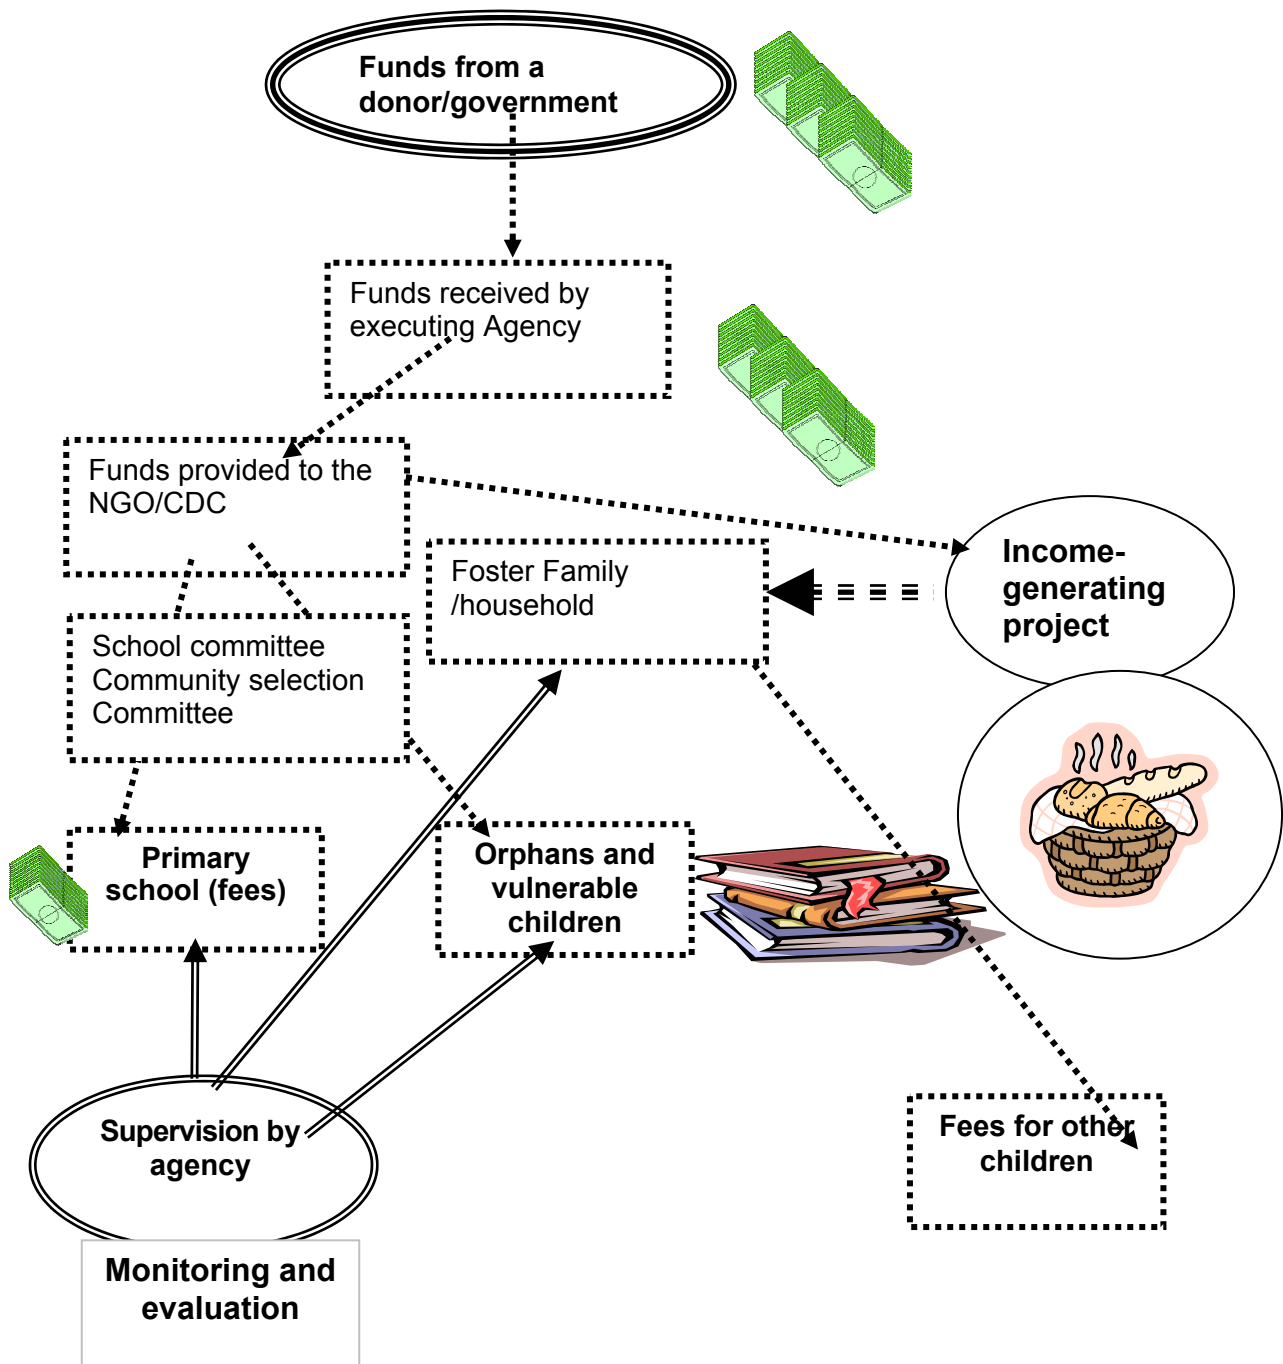 Funds from a
donor/government
Funds received by
executing Agency
Funds provided to the
NGO/CDC
Foster Family
/household
Income-
generating
project
School committee
Community selection
Committee
Primary
school (fees)
Orphans and
vulnerable
children
Supervision by
agency
Fees for other
children
Monitoring and
evaluation